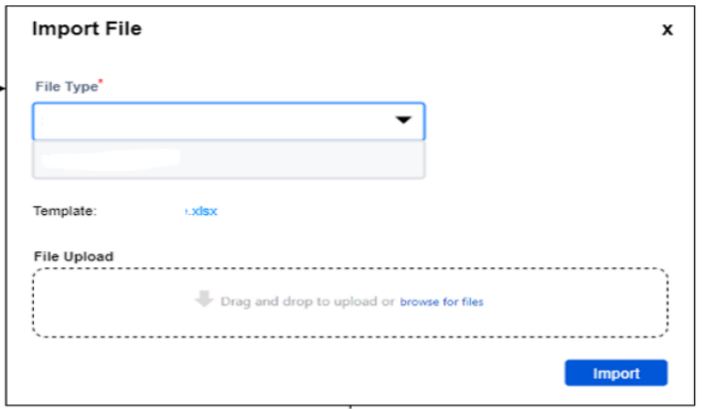 Import File
x
File Type*
Template: .xlsx
File Upload
Drag and drop to upload or browse for files
Import